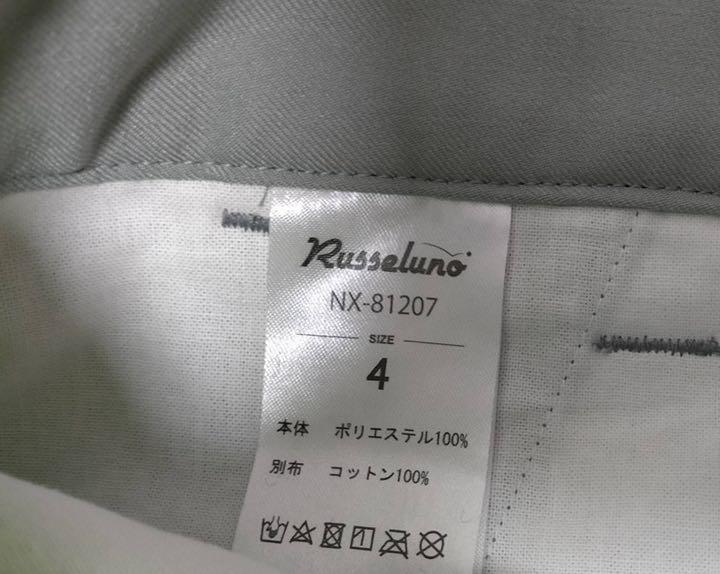 Russeluno
NX-81207
SIZE
4
本体 ポリエステル100%
別布 コットン100%